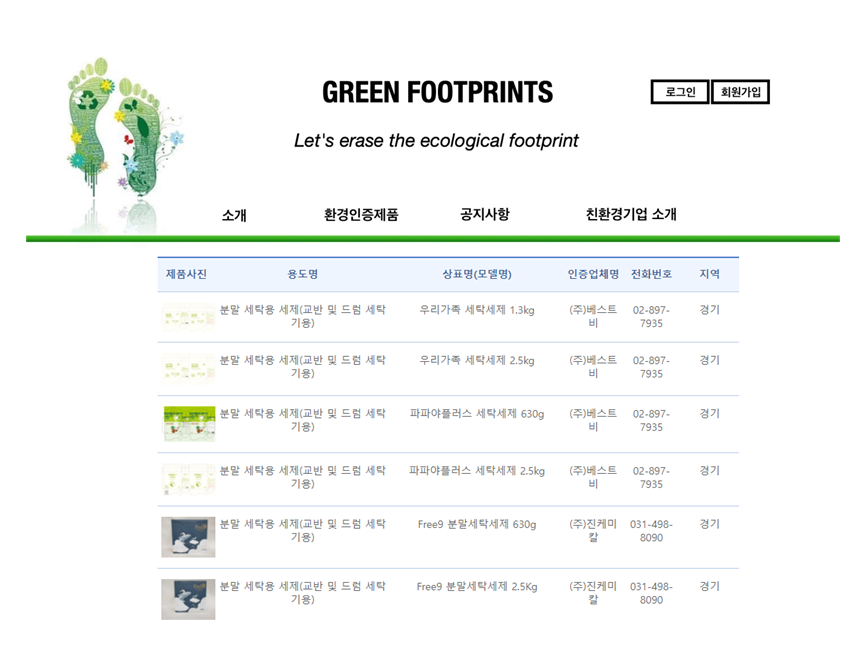 GREEN FOOTPRINTS
로그인 회원가입
Let's erase the ecological footprint
소개 환경인증제품 공지사항 친환경기업 소개
제품사진 용도명 상표명(모델명) 인증업체명 전화번호 지역
분말 세탁용 세제(교반 및 드럼 세탁 우리가족 세탁세제 1.3kg (주)베스트 02-897- 경기
기용) 비 7935
분말 세탁용 세제(교반 및 드럼 세탁 우리가족 세탁세제 2.5kg (주)베스트 02-897- 경기
기용) 비 7935
분말 세탁용 세제(교반 및 드럼 세탁 파파야플러스 세탁세제 630g (주)베스트 02-897- 경기
기용) 비 7935
분말 세탁용 세제(교반 및 드럼 세탁 파파야플러스 세탁세제 2.5kg (주)베스트 02-897- 경기
기용) 비 7935
분말 세탁용 세제(교반 및 드럼 세탁 Free9 분말세탁세제 630g (주)진케미 031-498- 경기
기용) 칼 8090
분말 세탁용 세제(교반 및 드럼 세탁 Free9 분말세탁세제 2.5Kg (주)진케미 031-498- 경기
기용) 칼 8090